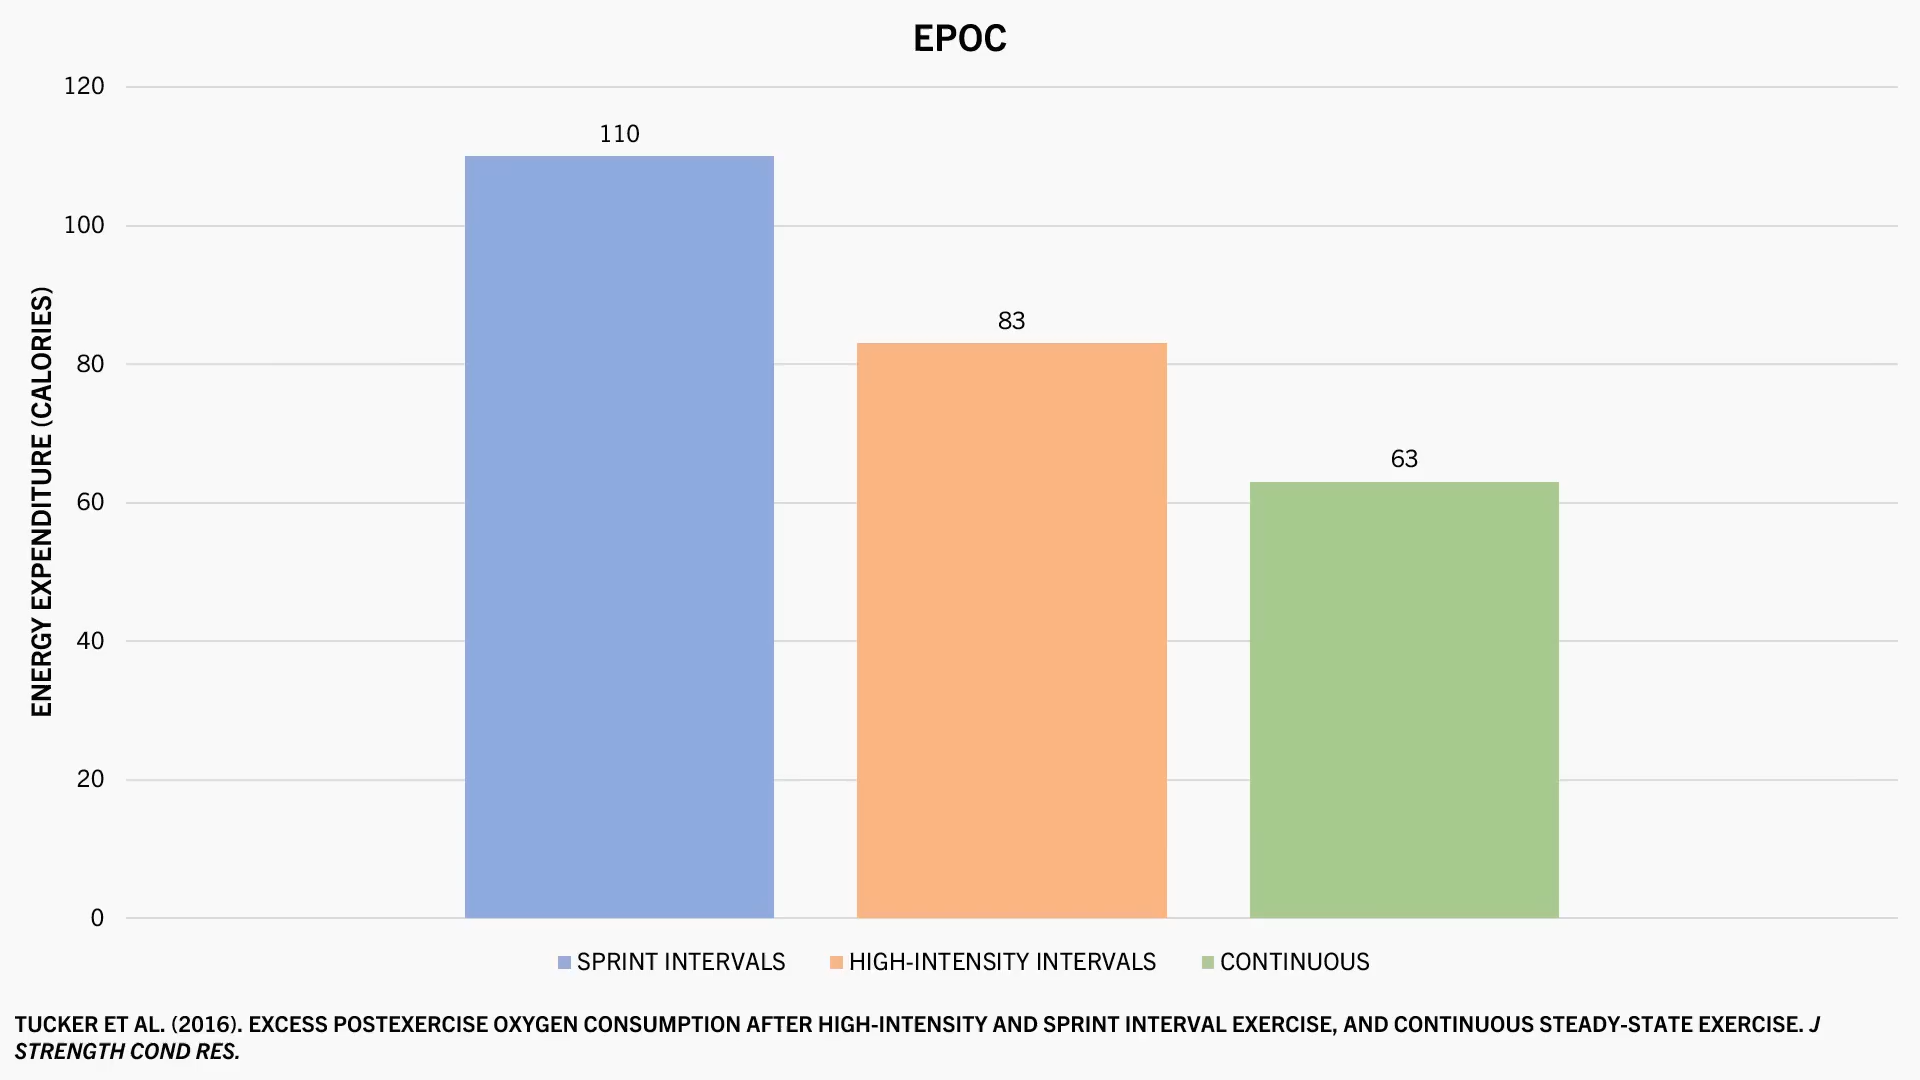 EPOC
120
110
100
83
80
63
60
40
20
0
ENERGY EXPENDITURE (CALORIES)
SPRINT INTERVALS HIGH-INTENSITY INTERVALS CONTINUOUS
TUCKER ET AL. (2016). EXCESS POSTEXERCISE OXYGEN CONSUMPTION AFTER HIGH-INTENSITY AND SPRINT INTERVAL EXERCISE, AND CONTINUOUS STEADY-STATE EXERCISE. J
STRENGTH COND RES.